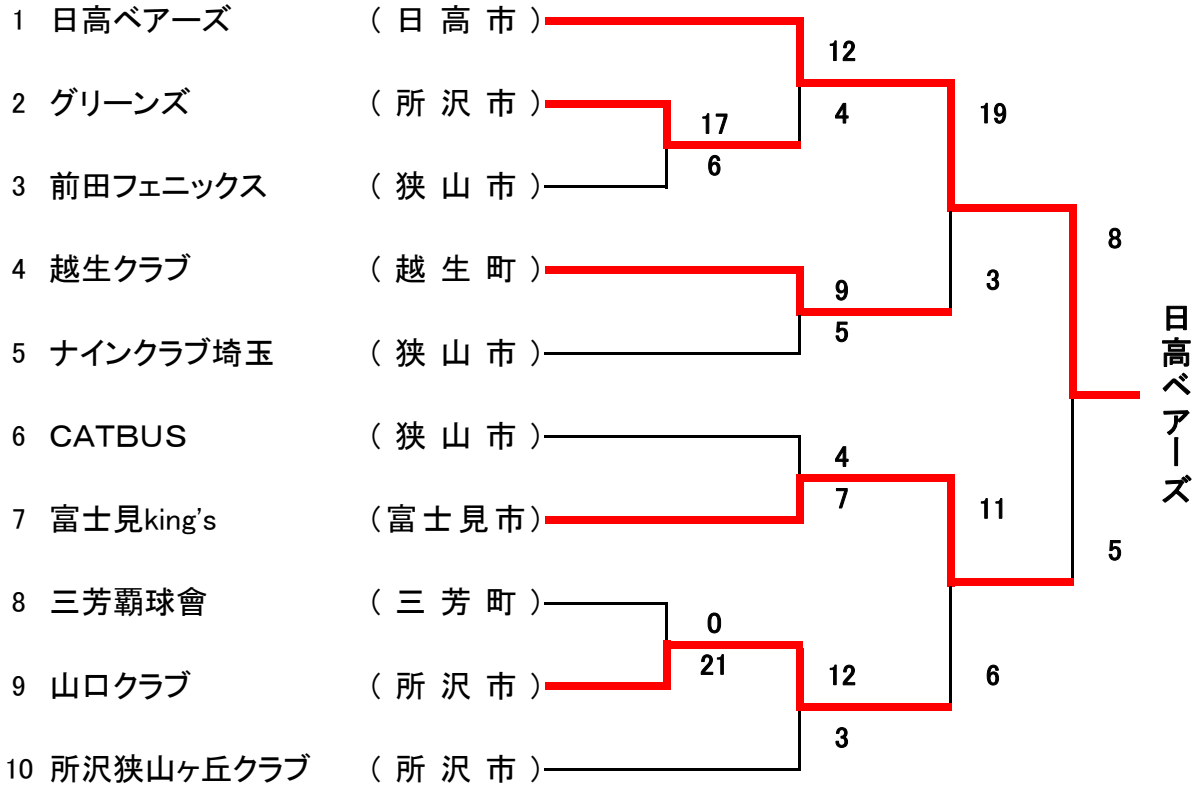 1 日高ベアーズ （日高市）
12
2 グリーンズ （所沢市）
4
19
17
6
3 前田フェニックス （狭山市）
8
4 越生クラブ （越生町）
9
3
5
5 ナインクラブ埼玉 （狭山市）
日高ベアーズ
6 CATBUS （狭山市）
4
7
11
7 富士見king's （富士見市）
5
8 三芳覇球會 （三芳町）
0
21
9 山口クラブ （所沢市）
12
6
3
10 所沢狭山ヶ丘クラブ （所沢市）